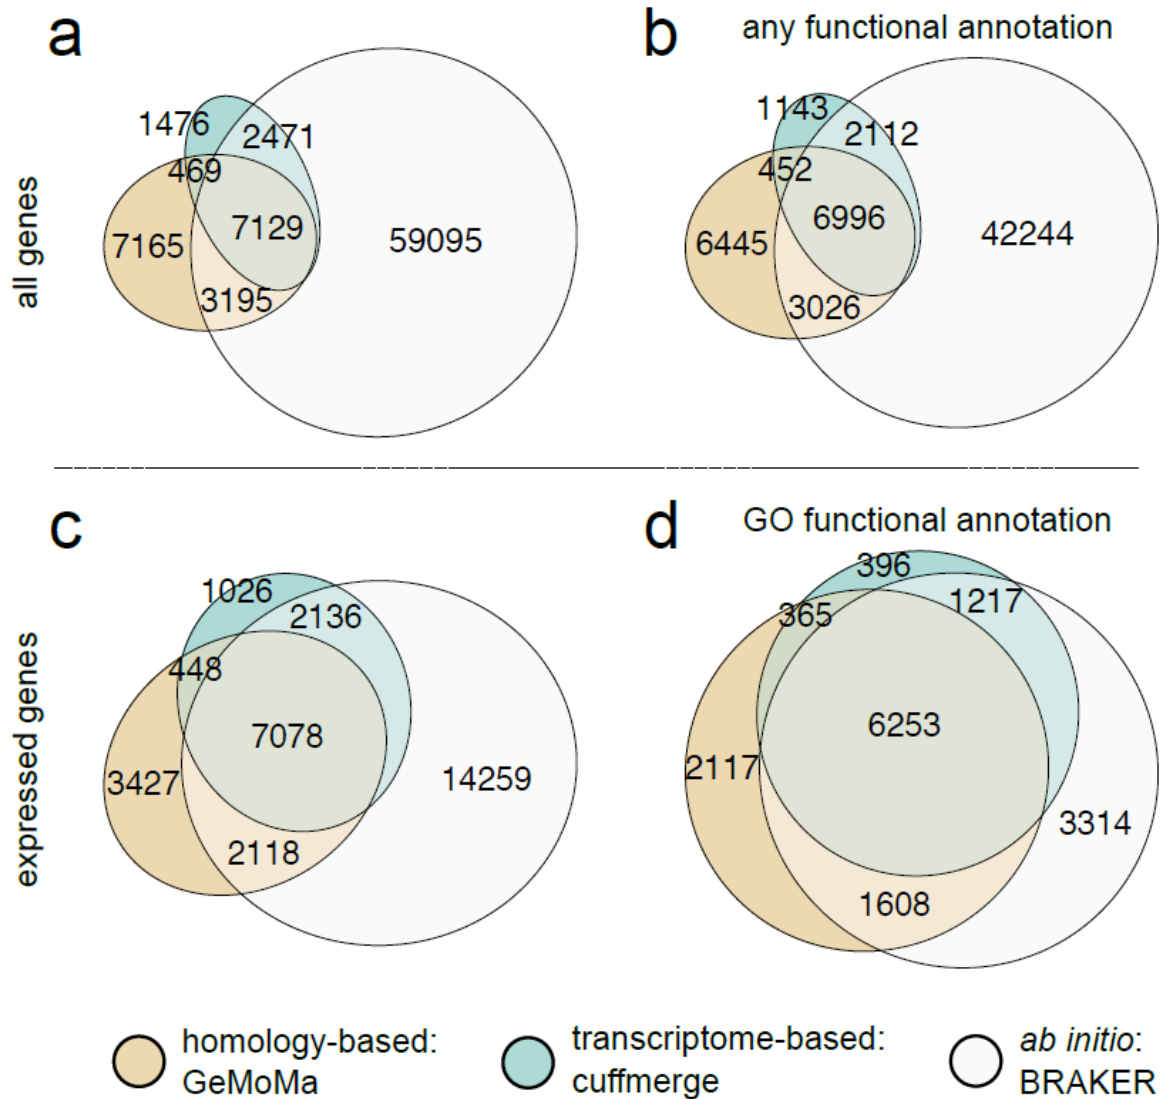 a
b any functional annotation
1476
2471
469
7165
7129
59095
3195
1143
2112
452
6445
6996
42244
3026
all genes
c
d GO functional annotation
1026
2136
448
3427
7078
14259
2118
396
1217
365
2117
6253
3314
1608
expressed genes
homology-based:
GeMoMa
transcriptome-based:
cuffmerge
ab initio:
BRAKER